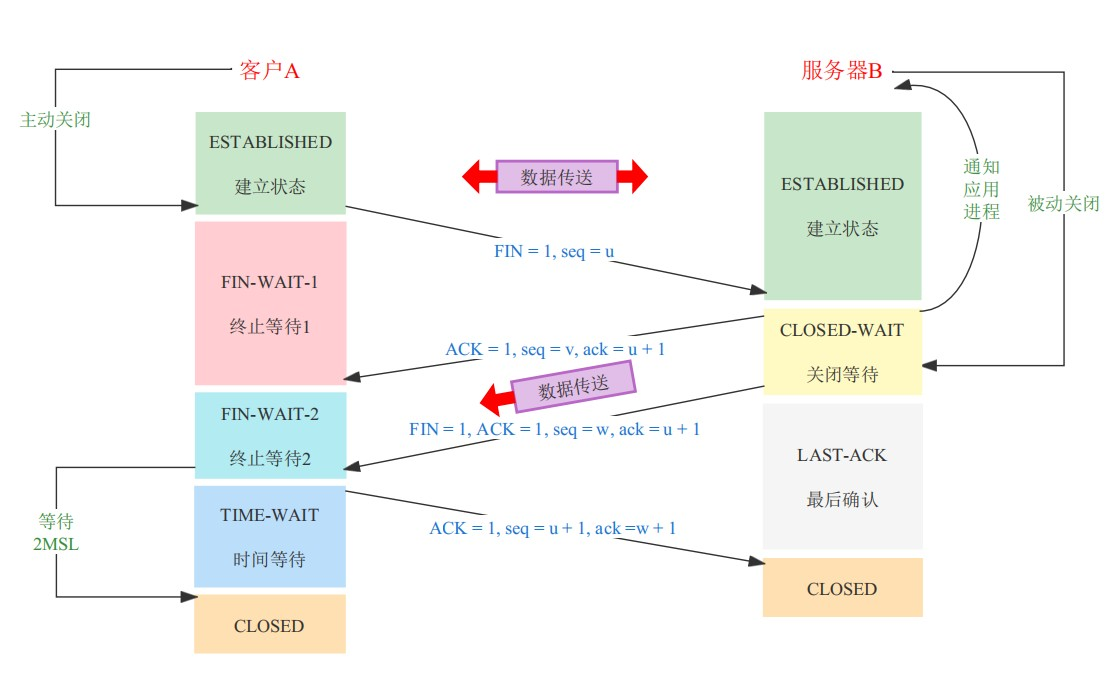 客户A
服务器B
主动关闭
ESTABLISHED
建立状态
数据传送
ESTABLISHED
建立状态
通知
应用
进程
被动关闭
FIN = 1, seq = u
FIN-WAIT-1
终止等待1
CLOSED-WAIT
关闭等待
ACK = 1, seq = v, ack = u + 1
数据传送
FIN-WAIT-2
终止等待2
FIN = 1, ACK = 1, seq = w, ack = u + 1
LAST-ACK
最后确认
等待
2MSL
TIME-WAIT
时间等待
ACK = 1, seq = u + 1, ack =w + 1
CLOSED
CLOSED